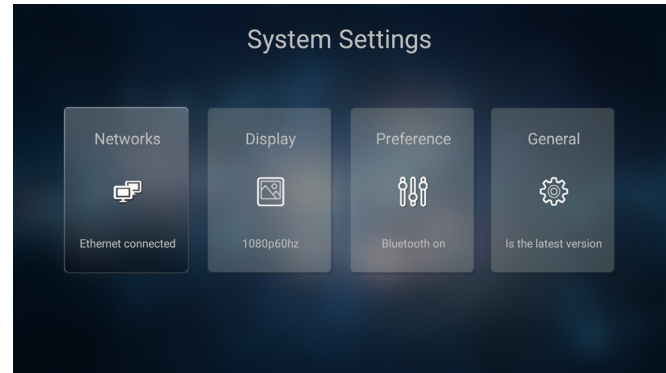 System Settings
Networks
Ethernet connected
Display
1080p60hz
Preference
Bluetooth on
General
Is the latest version